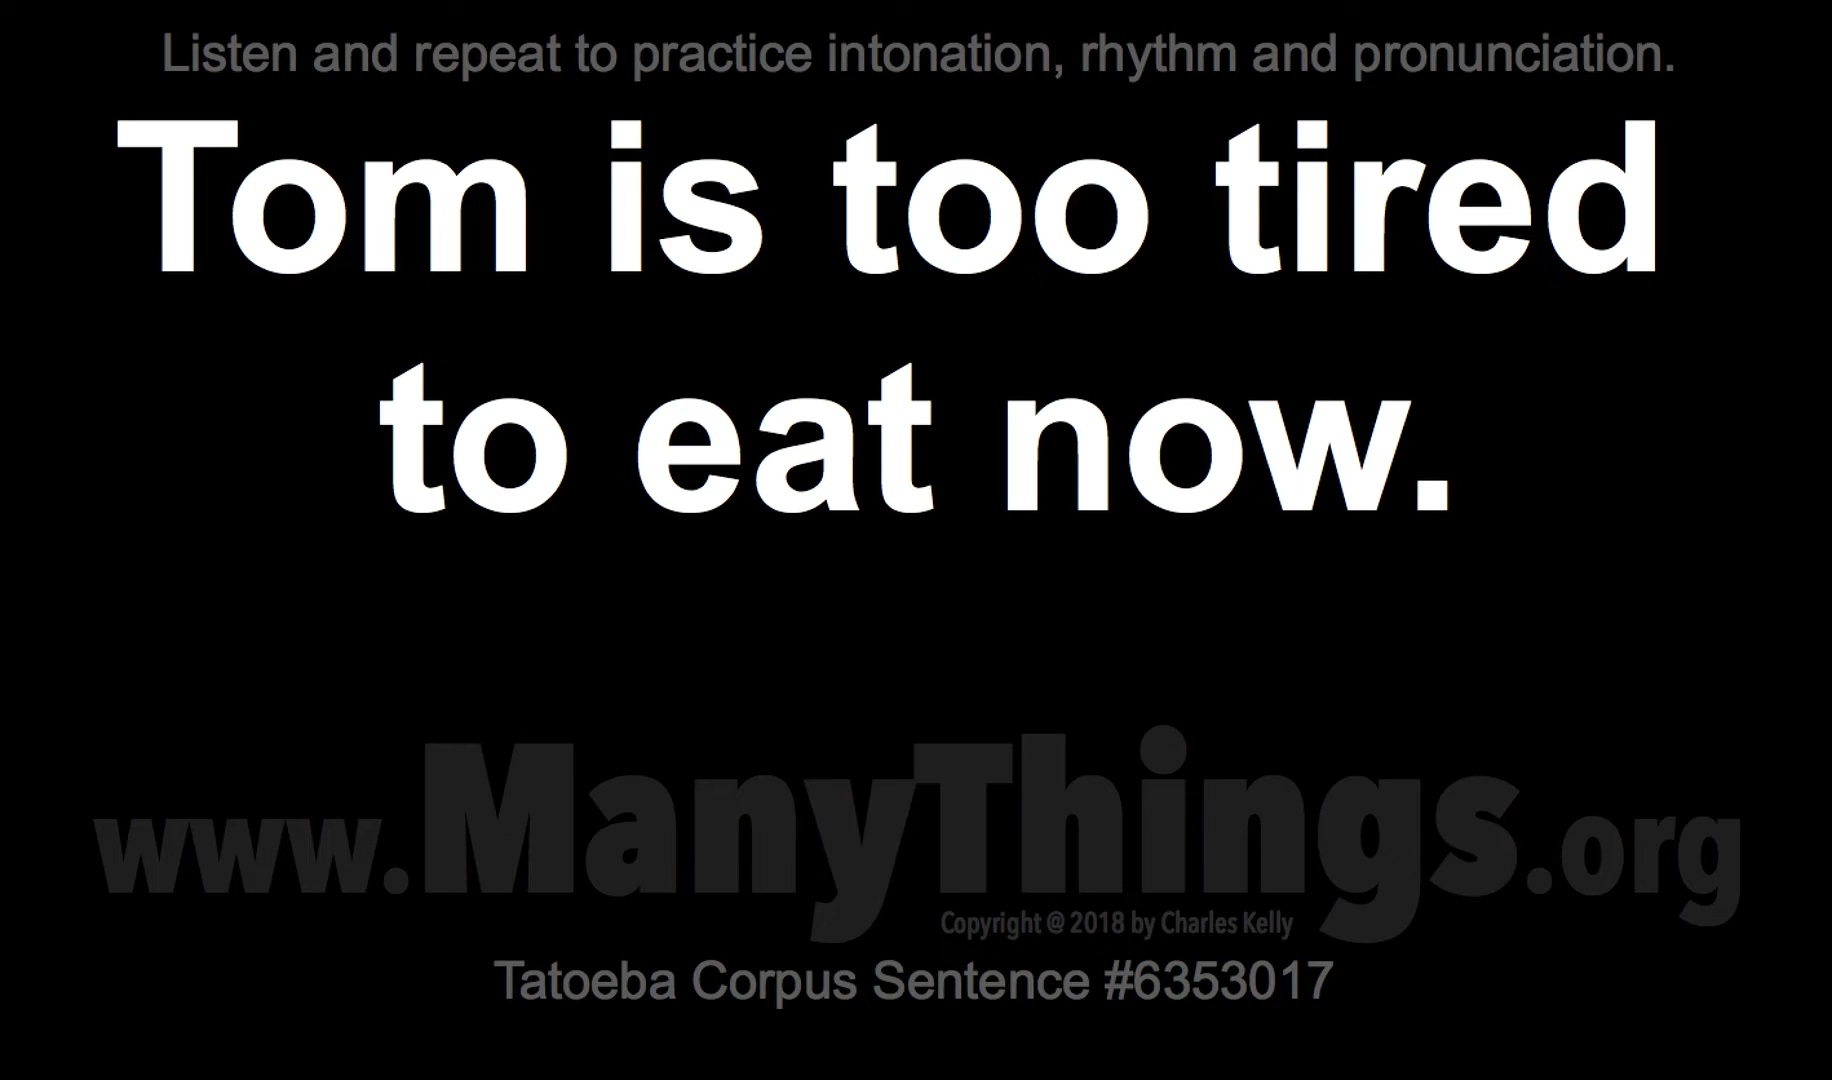 Listen and repeat to practice intonation, rhythm and pronunciation.
Tom is too tired
to eat now.
www.ManyThings.org
Copyright @ 2018 by Charles Kelly
Tatoeba Corpus Sentence #6353017